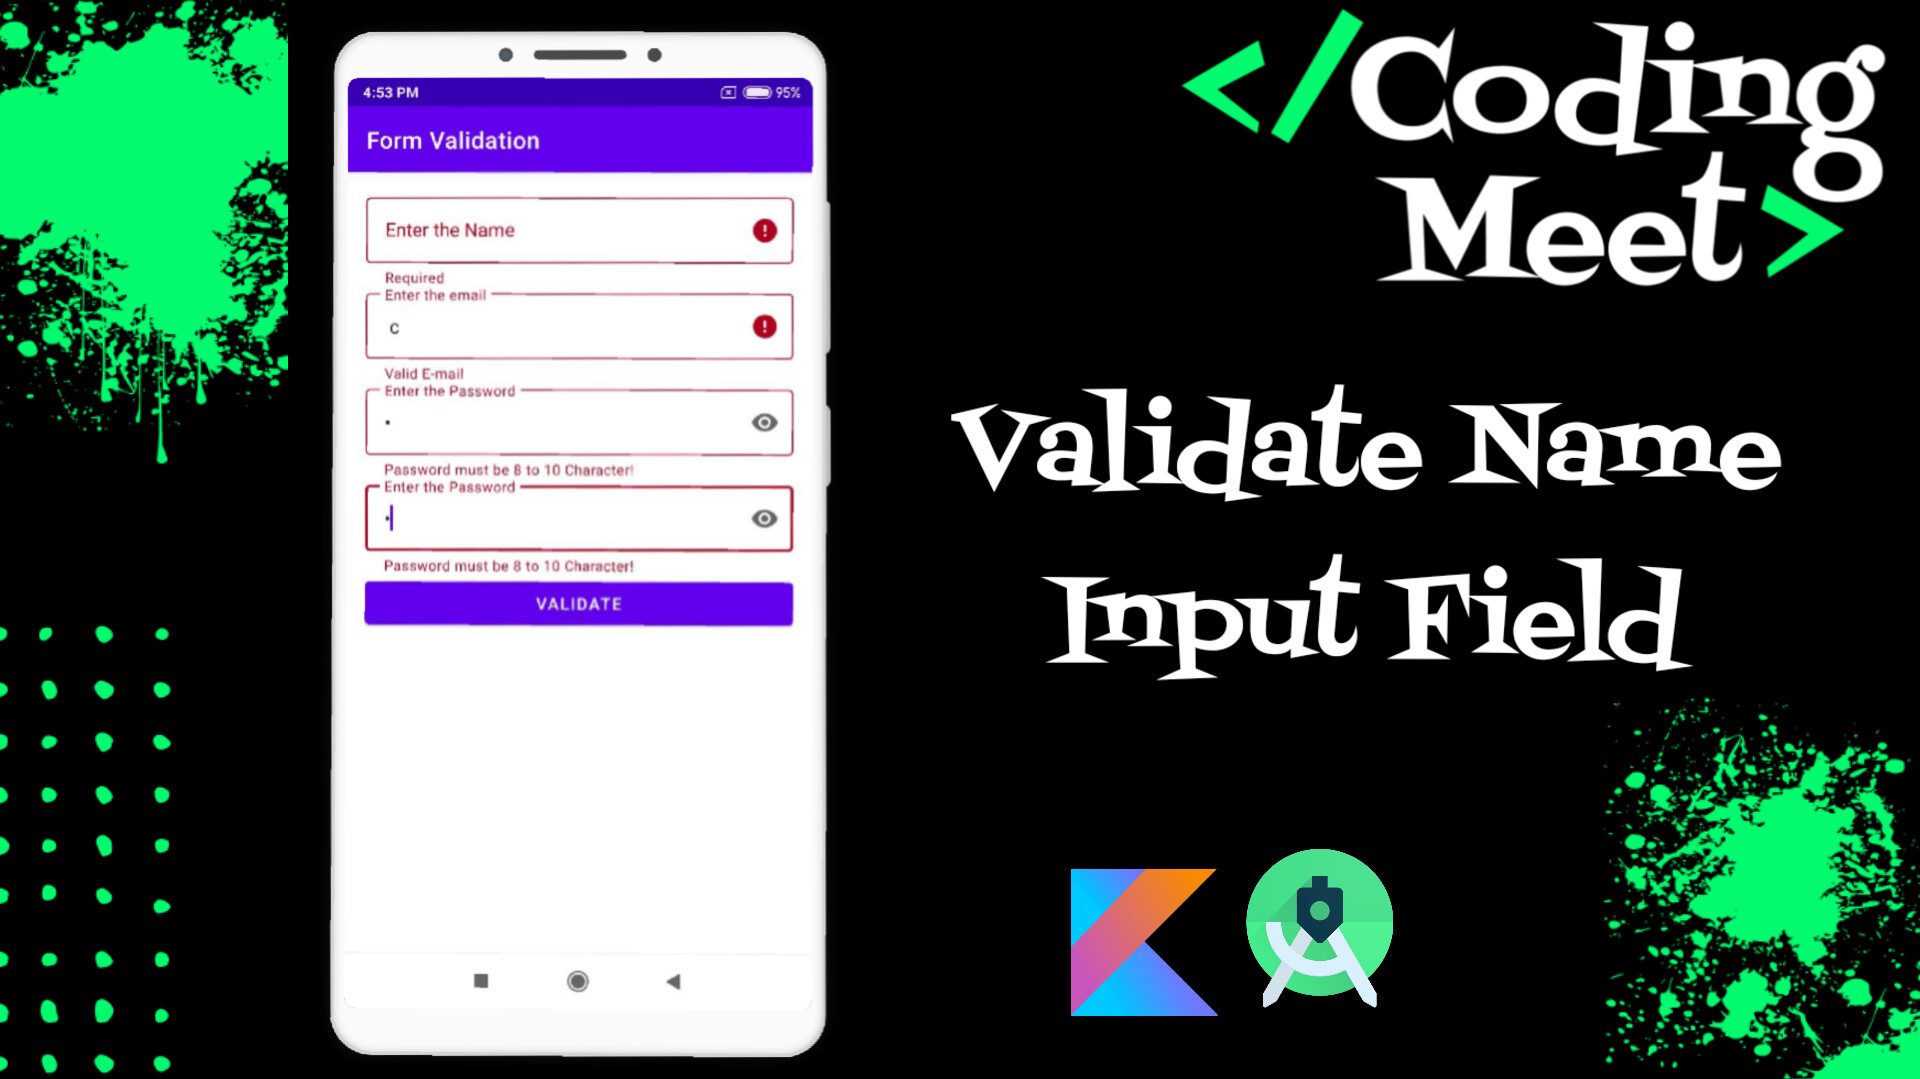 4:53 PM
95%
Form Validation
Enter the Name
Required
Enter the email
c
Valid E-mail
Enter the Password
Password must be 8 to 10 Character!
Enter the Password
Password must be 8 to 10 Character!
VALIDATE
</Coding
Meet>
Validate Name
Input Field